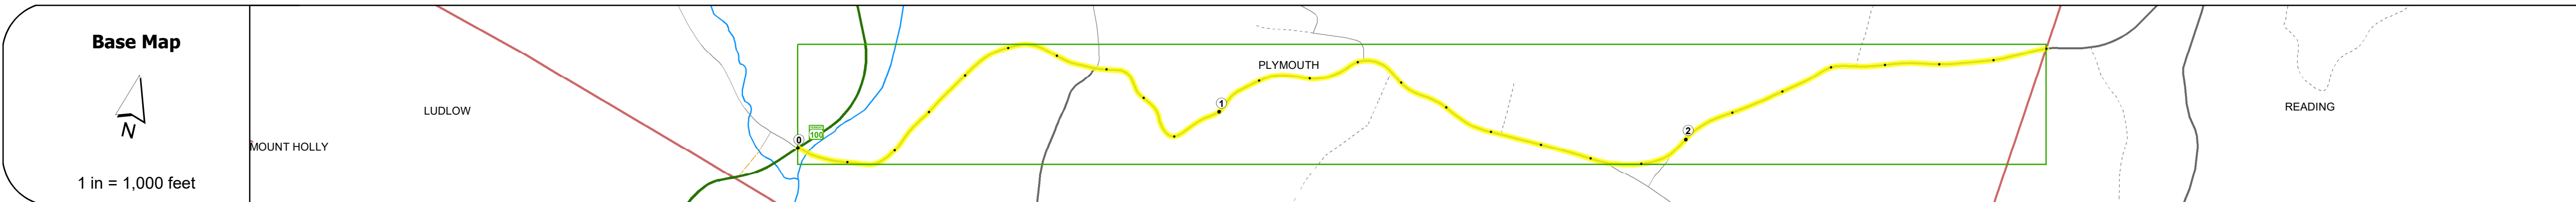 Base Map
N
1 in = 1,000 feet
MOUNT HOLLY
LUDLOW
0
100
1
PLYMOUTH
2
READING